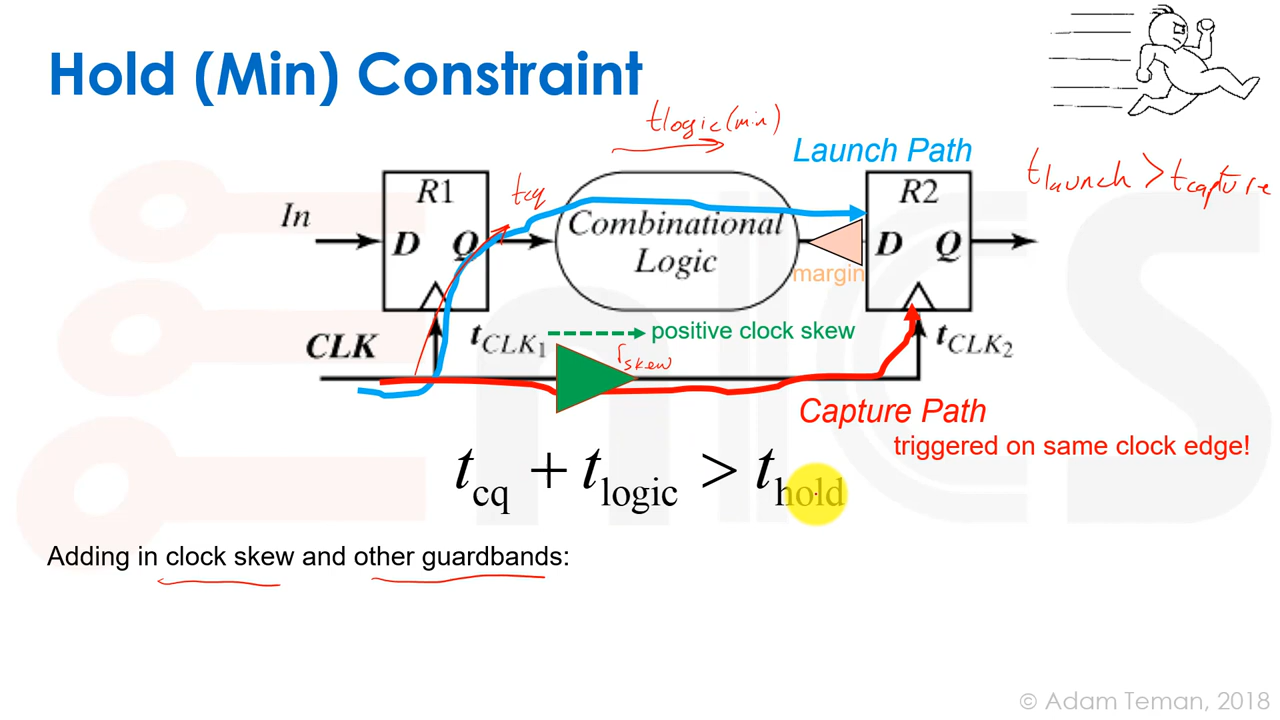 Hold (Min) Constraint
tlogic(min)
Launch Path
tlaunch > tcapture
R1
tcq
R2
In
Combinational
D
Q
Logic
D
Q
margin
CLK
tCLK1
positive clock skew
tskew
tCLK2
Capture Path
triggered on same clock edge!
tcq + tlogic > thold
Adding in clock skew and other guardbands:
© Adam Teman, 2018